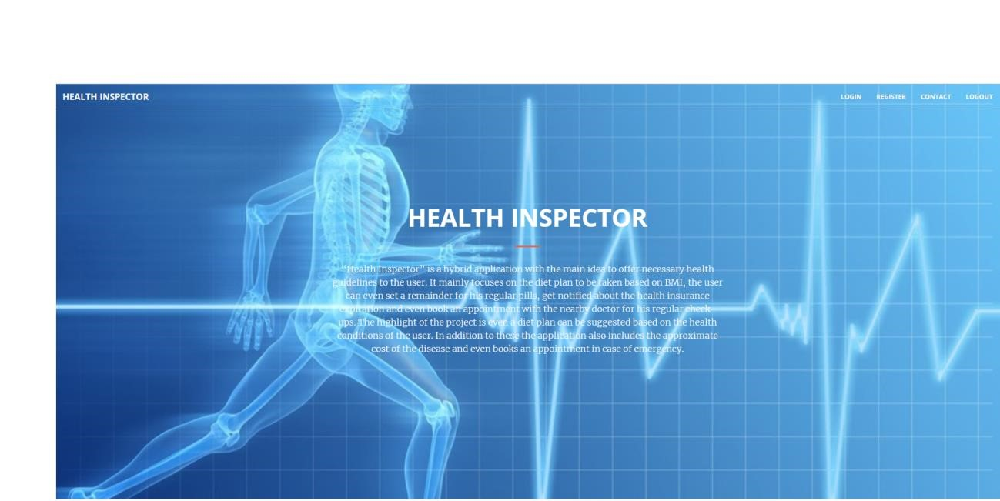 HEALTH INSPECTOR
LOGIN REGISTER CONTACT LOGOUT
HEALTH INSPECTOR
“Health Inspector” is a hybrid application with the main idea to offer necessary health
guidelines to the user. It mainly focuses on the diet plan to be taken based on BMI, the user
can even set a remainder for his regular pills, get notified about the health insurance
expiration and even book an appointment with the nearby doctor for his regular check-
ups. The highlight of the project is even a diet plan can be suggested based on the health
conditions of the user. In addition to these the application also includes the approximate
cost of the disease and even books an appointment in case of emergency.